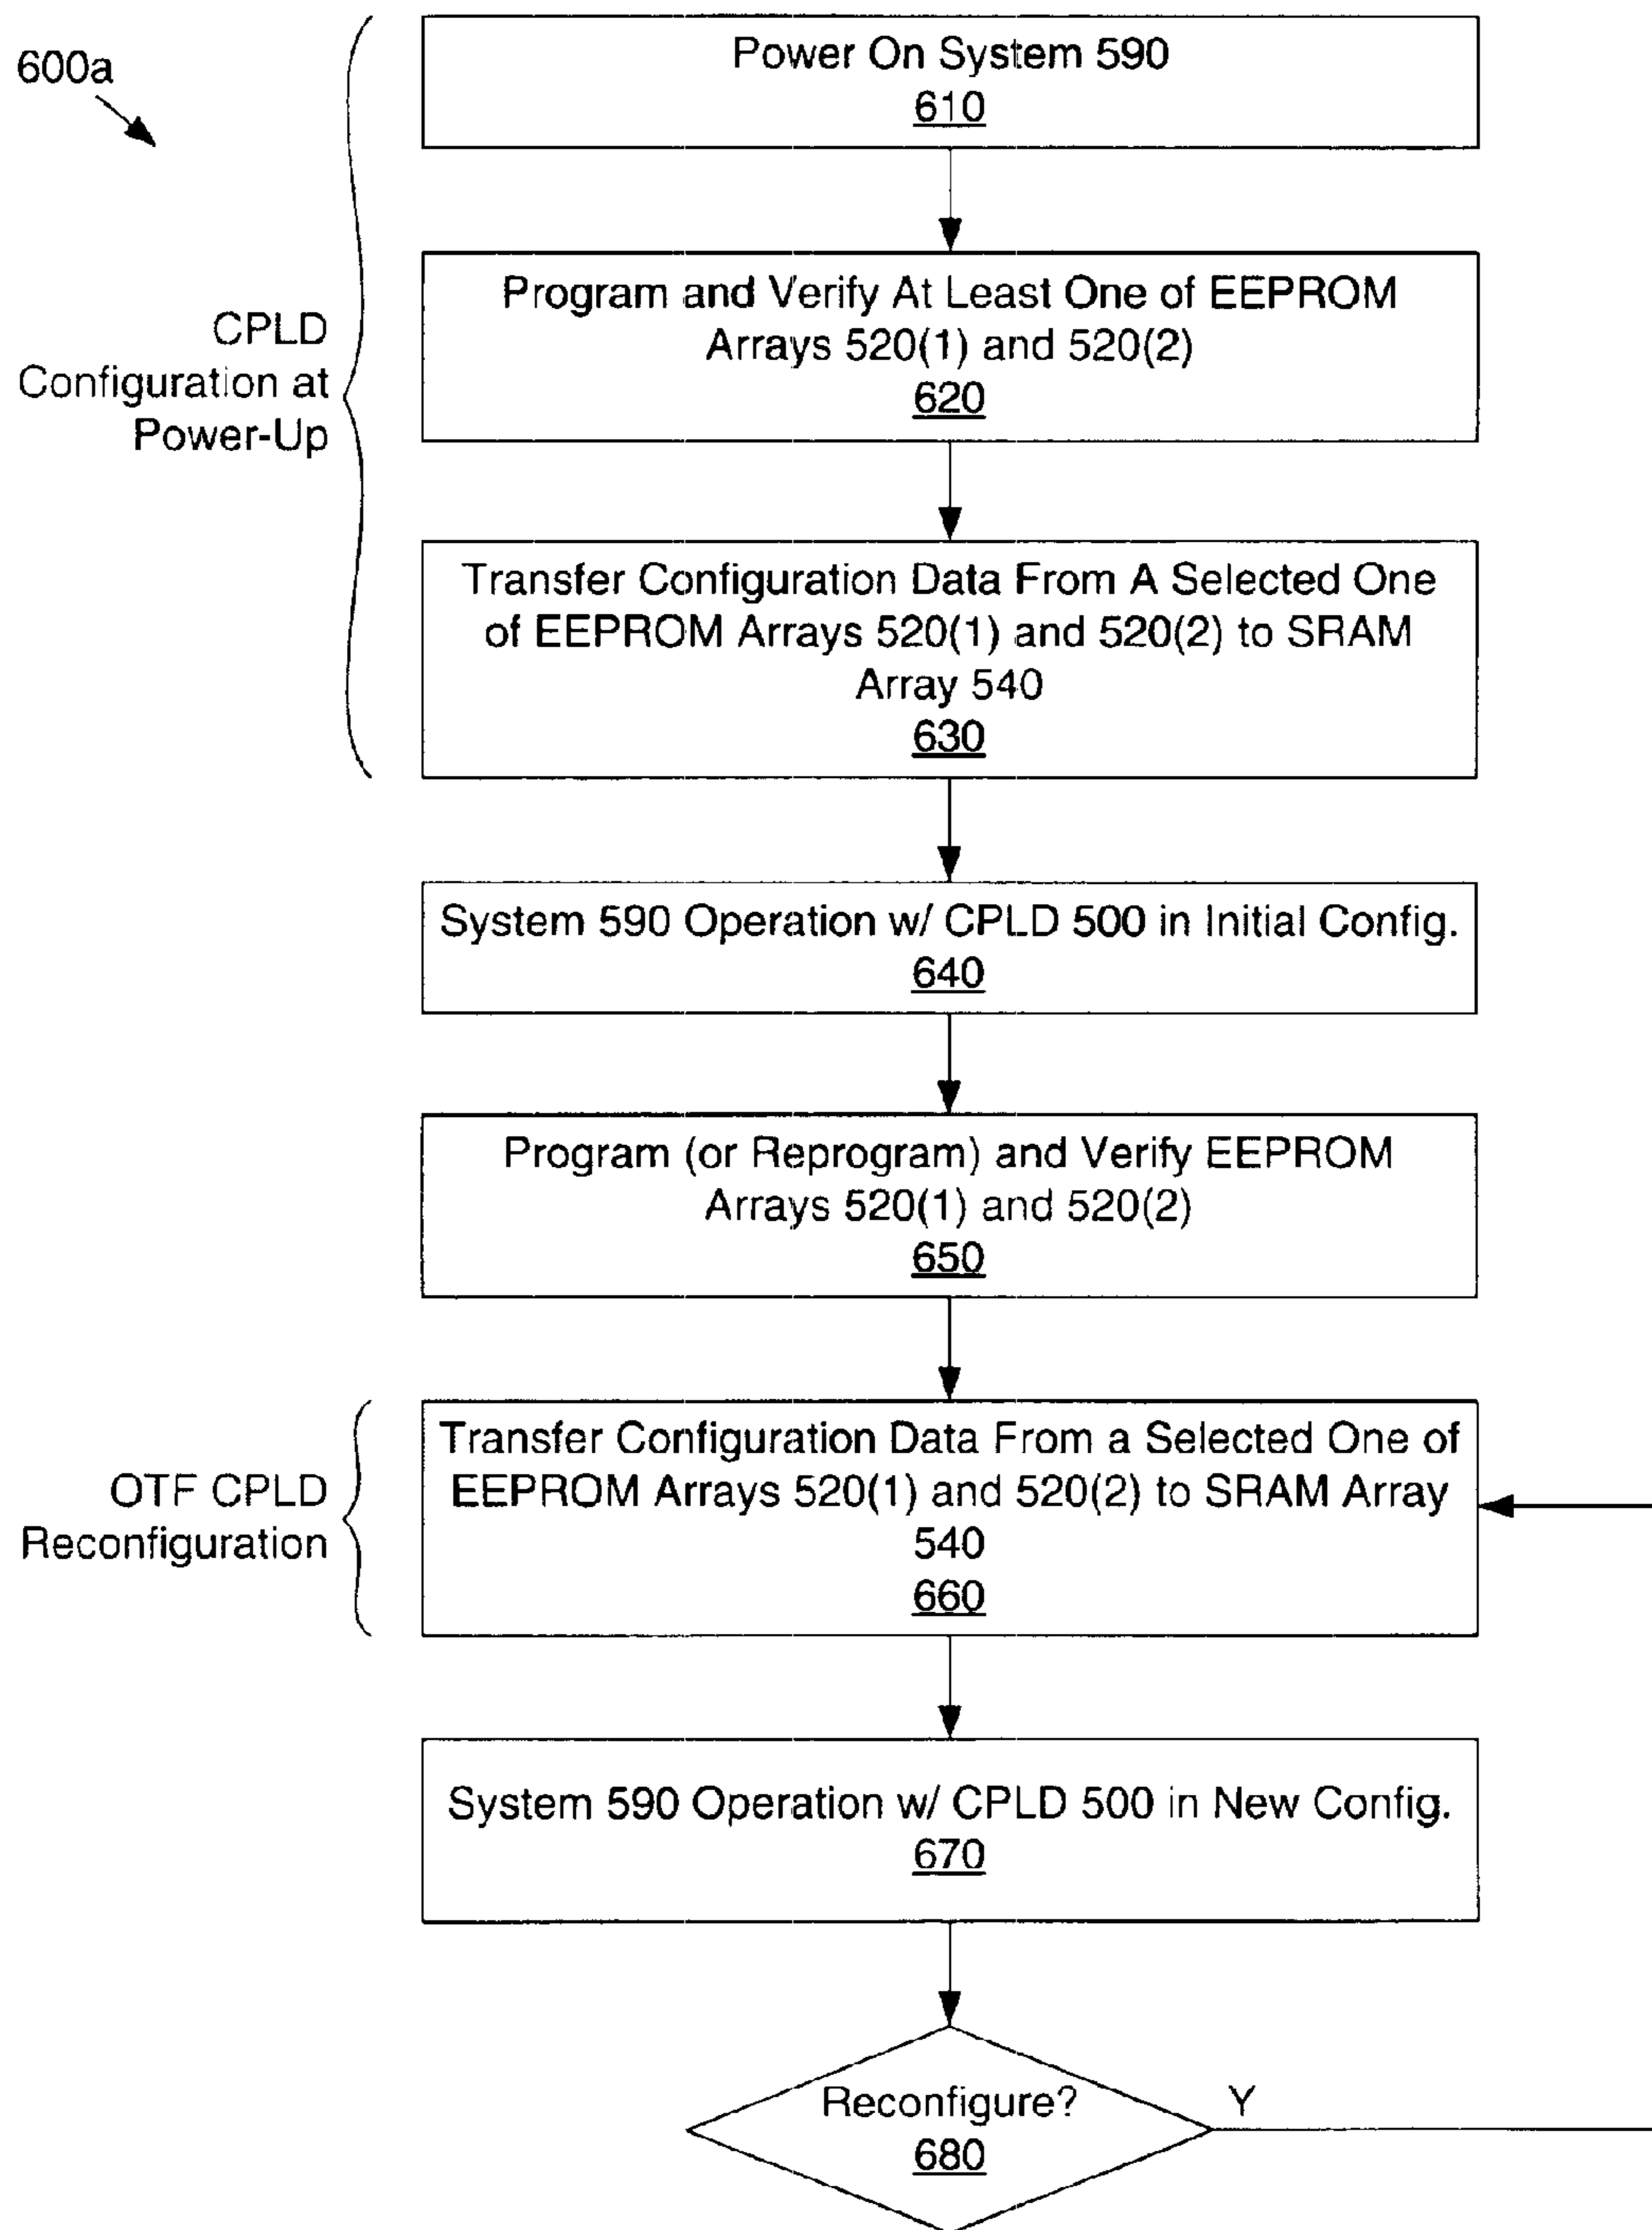 600a
Power On System 590
610
CPLD
Configuration at
Power-Up
Program and Verify At Least One of EEPROM
Arrays 520(1) and 520(2)
620
Transfer Configuration Data From A Selected One
of EEPROM Arrays 520(1) and 520(2) to SRAM
Array 540
630
System 590 Operation w/ CPLD 500 in Initial Config.
640
Program (or Reprogram) and Verify EEPROM
Arrays 520(1) and 520(2)
650
OTF CPLD
Reconfiguration
Transfer Configuration Data From a Selected One of
EEPROM Arrays 520(1) and 520(2) to SRAM Array
540
660
System 590 Operation w/ CPLD 500 in New Config.
670
Reconfigure?
680
Y